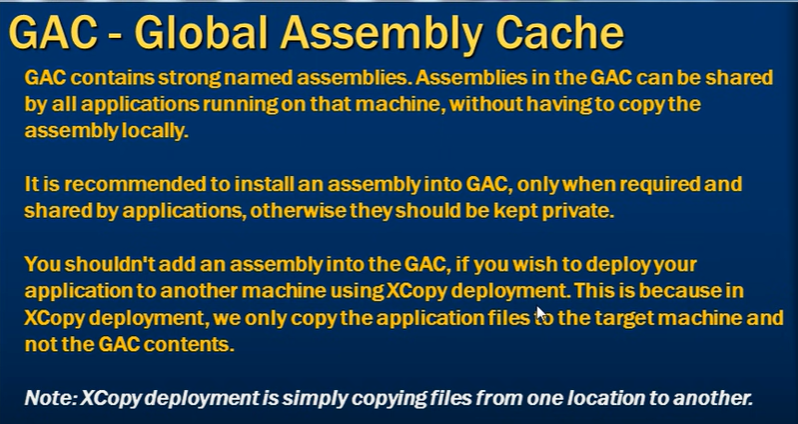 GAC - Global Assembly Cache
GAC contains strong named assemblies. Assemblies in the GAC can be shared
by all applications running on that machine, without having to copy the
assembly locally.
It is recommended to install an assembly into GAC, only when required and
shared by applications, otherwise they should be kept private.
You shouldn't add an assembly into the GAC, if you wish to deploy your
application to another machine using XCopy deployment. This is because in
XCopy deployment, we only copy the application files to the target machine and
not the GAC contents.
Note: XCopy deployment is simply copying files from one location to another.